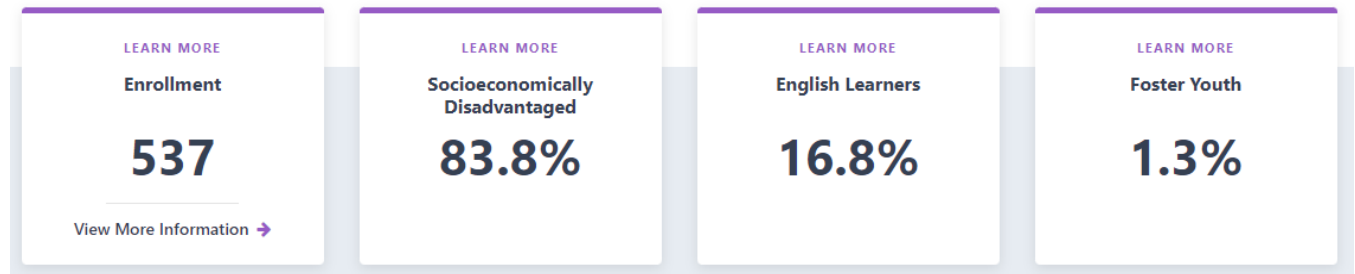 LEARN MORE
Enrollment
537
View More Information
LEARN MORE
Socioeconomically
Disadvantaged
83.8%
LEARN MORE
English Learners
16.8%
LEARN MORE
Foster Youth
1.3%